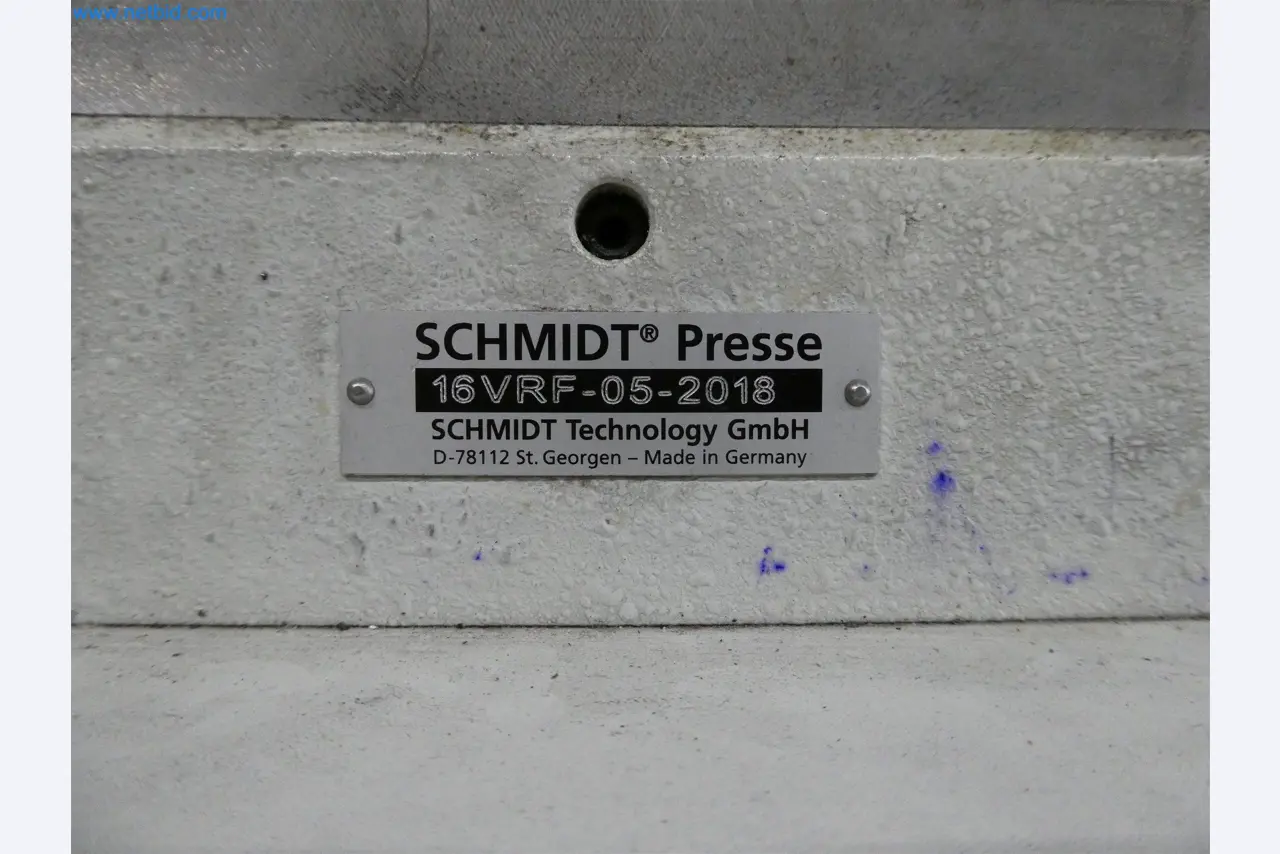 www.netbid.com
SCHMIDT® Presse
16VRF-05-2018
SCHMIDT Technology GmbH
D-78112 St. Georgen – Made in Germany